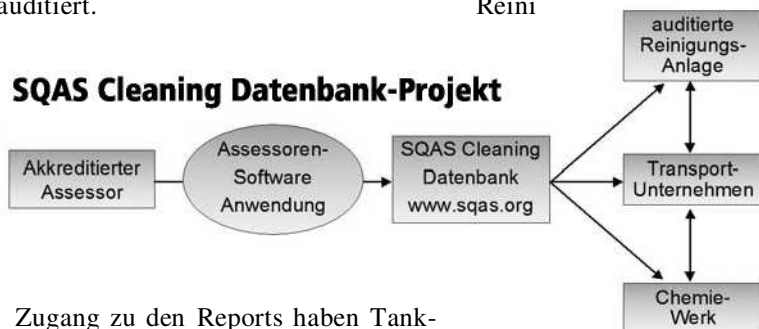 auditiert.
Reini
SQAS Cleaning Datenbank-Projekt
Akkreditierter
Assessor
Assessoren-
Software
Anwendung
SQAS Cleaning
Datenbank
www.sqas.org
auditierte
Reinigungs-
Anlage
Transport-
Unternehmen
Chemie-
Werk
Zugang zu den Reports haben Tank-